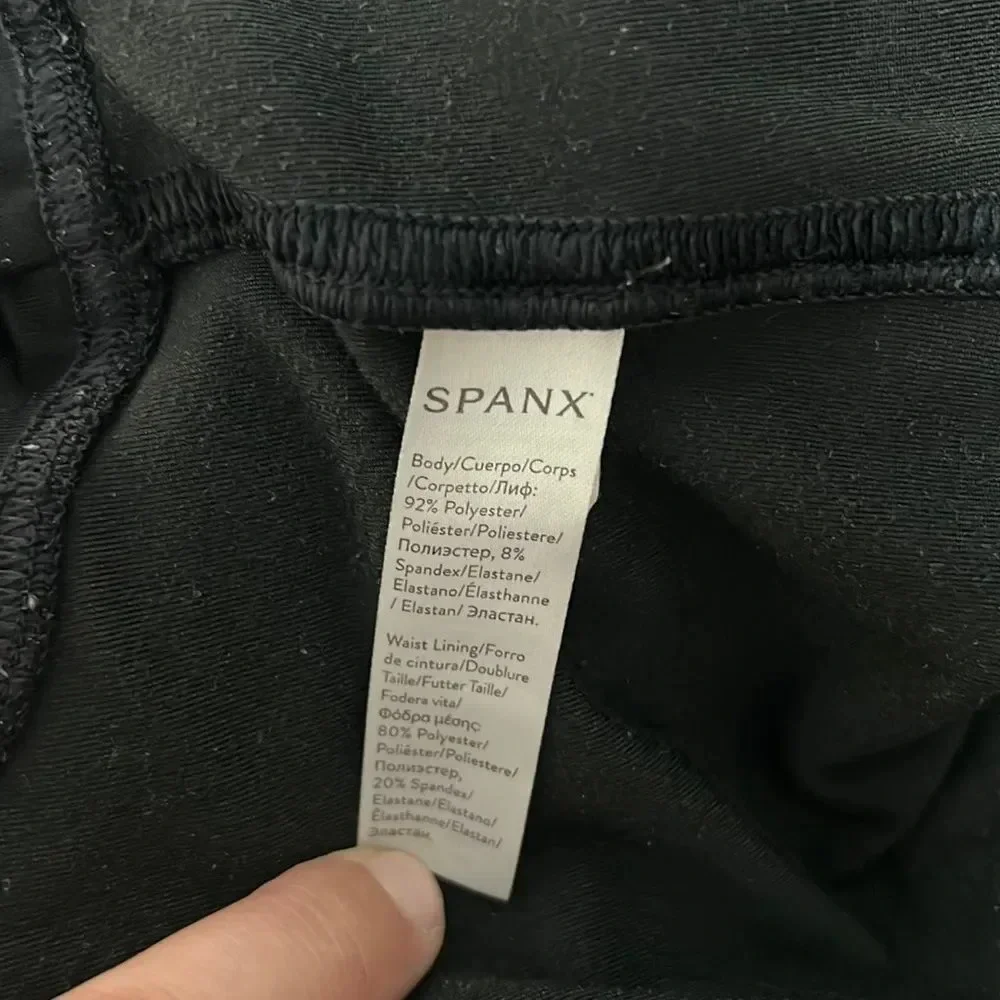 SPANX
Body/Cuerpo/Corps
/Corpetto/Лиф:
92% Polyester/
Poliéster/Poliestere/
Полиэстер, 8%
Spandex/Elastane/
Elastano/Élasthanne
/ Elastan/ Эластан.
Waist Lining/Forro
de cintura/Doublure
Taille/Futter Taille/
Fodera vita/
Φόδρα μέσης:
80% Polyester/
Poliéster/Poliestere/
Полиэстер,
20% Spandex/
Elastane/Elastano/
Élasthanne/Elastan/
Эластан.